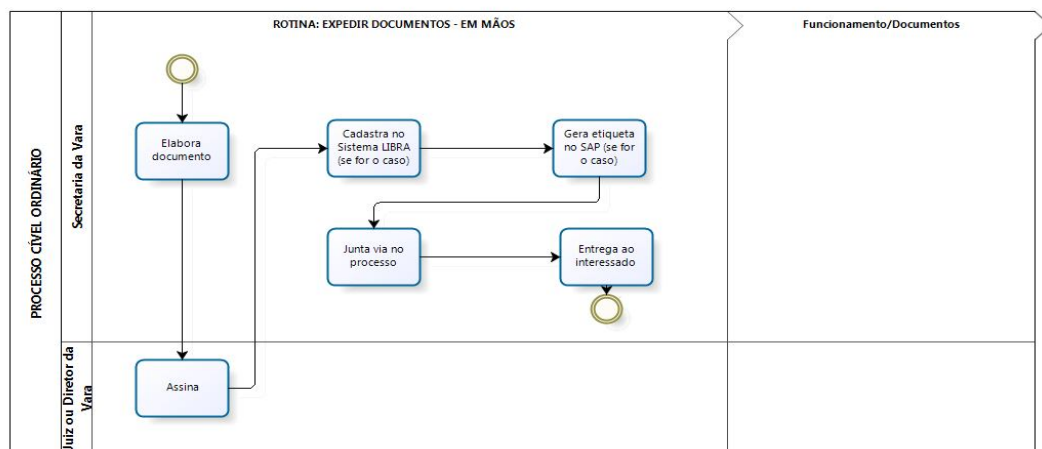 ROTINA: EXPEDIR DOCUMENTOS - EM MÃOS
Funcionamento/Documentos
PROCESSO CÍVEL ORDINÁRIO
Secretaria da Vara
Elabora
documento
Cadastra no
Sistema LIBRA
(se for o caso)
Gera etiqueta
no SAP (se for
o caso)
Junta via no
processo
Entrega ao
interessado
Juiz ou Diretor da
Vara
Assina